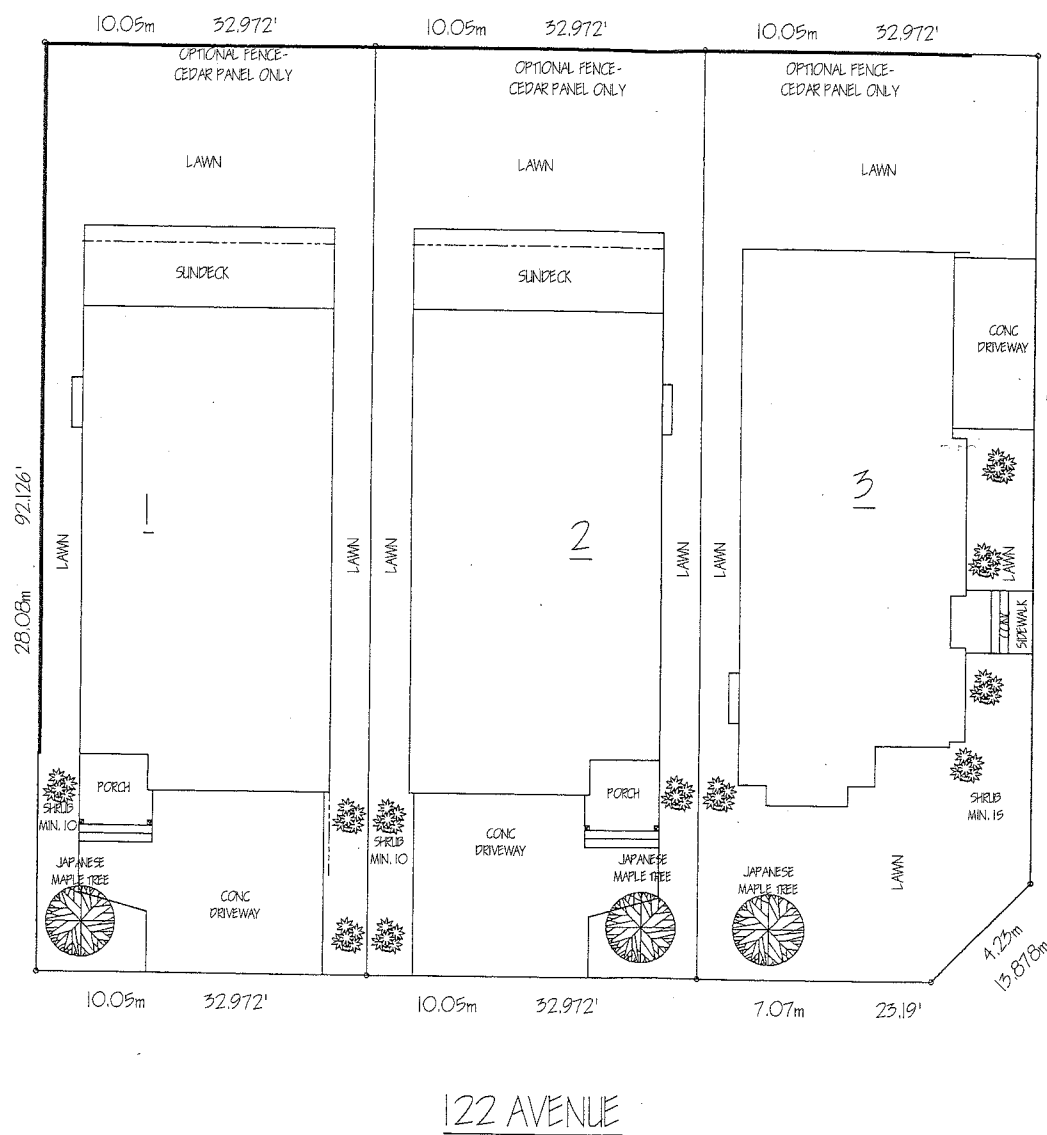 10.05m 32.972' 10.05m 32.972' 10.05m 32.972'
OPTIONAL FENCE-
CEDAR PANEL ONLY
OPTIONAL FENCE-
CEDAR PANEL ONLY
OPTIONAL FENCE-
CEDAR PANEL ONLY
LAWN
LAWN
LAWN
SUNDECK
SUNDECK
CONC
DRIVEWAY
1
2
3
28.08m 92.126'
LAWN
LAWN
LAWN
LAWN
LAWN
LAWN
CONC
SIDEWALK
PORCH
SHRUB
MIN. 10
JAPANESE
MAPLE TREE
CONC
DRIVEWAY
SHRUB
MIN. 10
CONC
DRIVEWAY
PORCH
JAPANESE
MAPLE TREE
JAPANESE
MAPLE TREE
SHRUB
MIN. 15
LAWN
4.23m
13.878m
10.05m 32.972' 10.05m 32.972' 7.07m 23.19'
122 AVENUE